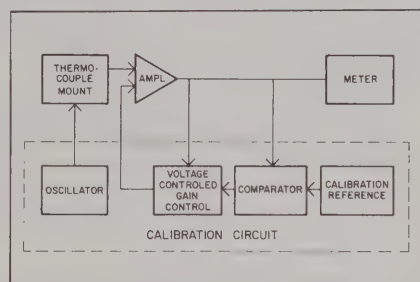 THERMO-
COUPLE
MOUNT
AMPL
METER
OSCILLATOR
VOLTAGE
CONTROLED
GAIN
CONTROL
COMPARATOR
CALIBRATION
REFERENCE
CALIBRATION CIRCUIT